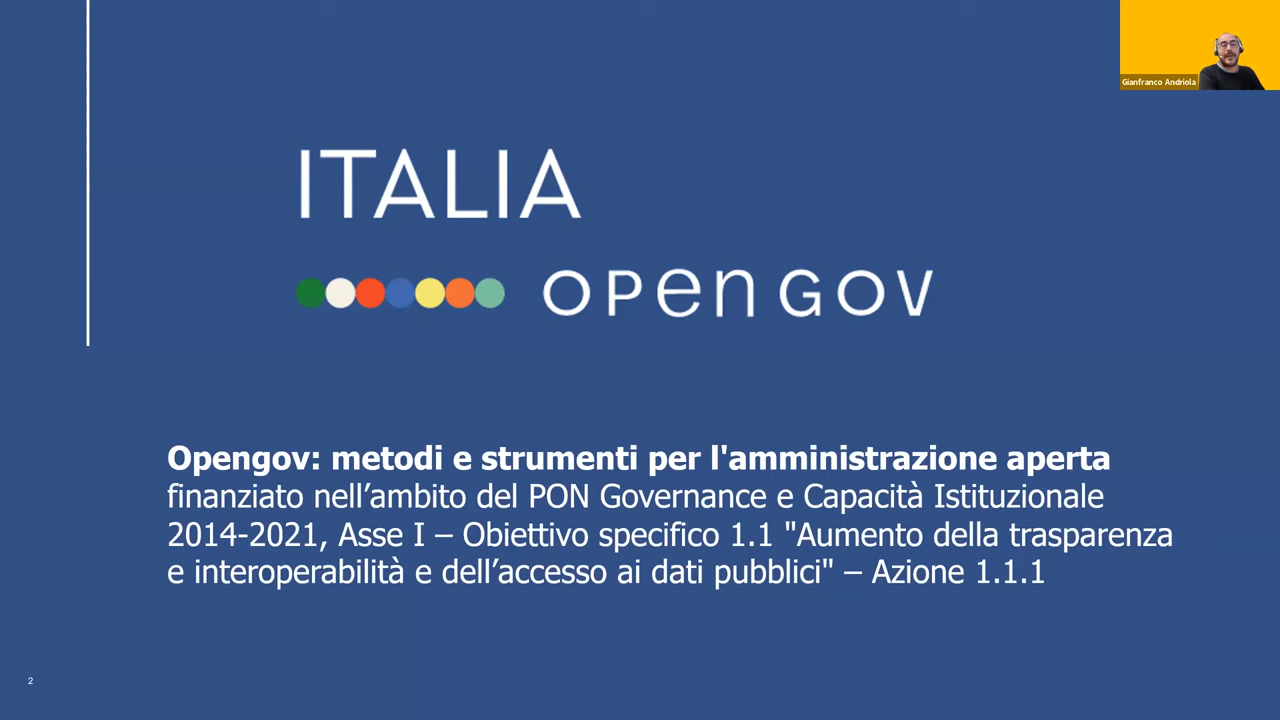 Gianfranco Andriola
ITALIA
OPEN GOV
Opengov: metodi e strumenti per l'amministrazione aperta
finanziato nell’ambito del PON Governance e Capacità Istituzionale
2014-2021, Asse I – Obiettivo specifico 1.1 "Aumento della trasparenza
e interoperabilità e dell’accesso ai dati pubblici" – Azione 1.1.1
2